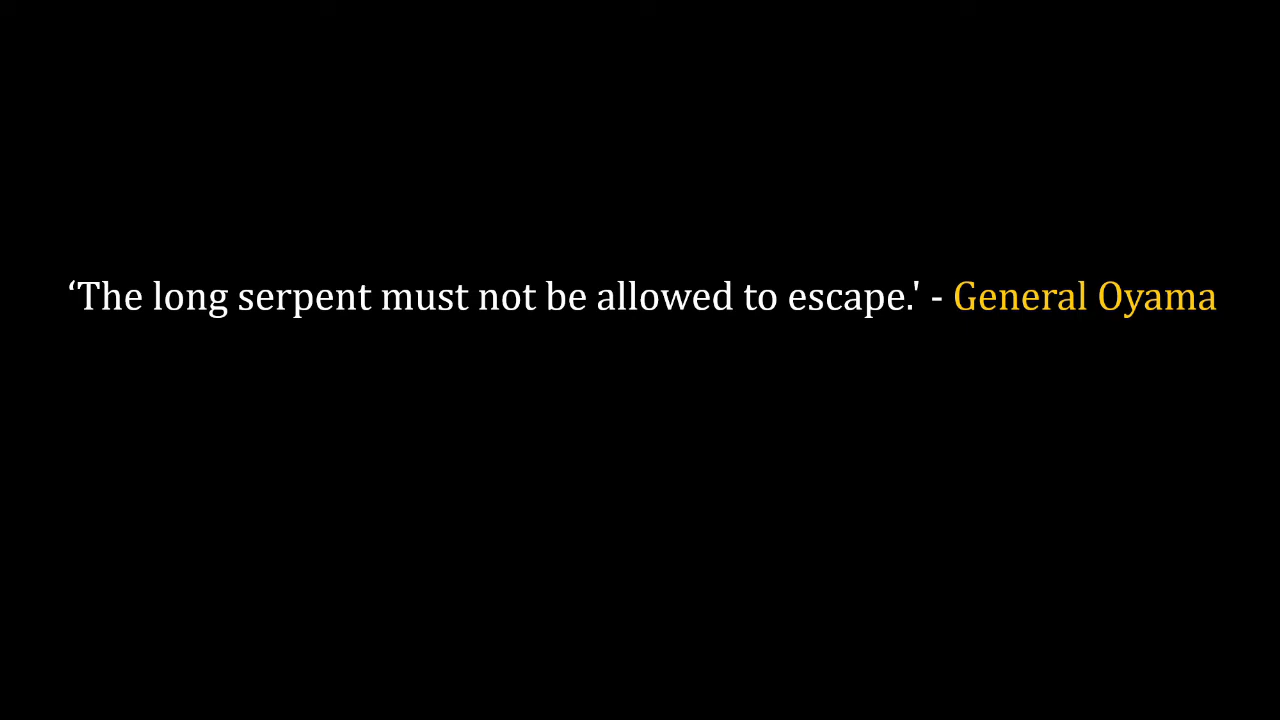 ‘The long serpent must not be allowed to escape.' - General Oyama